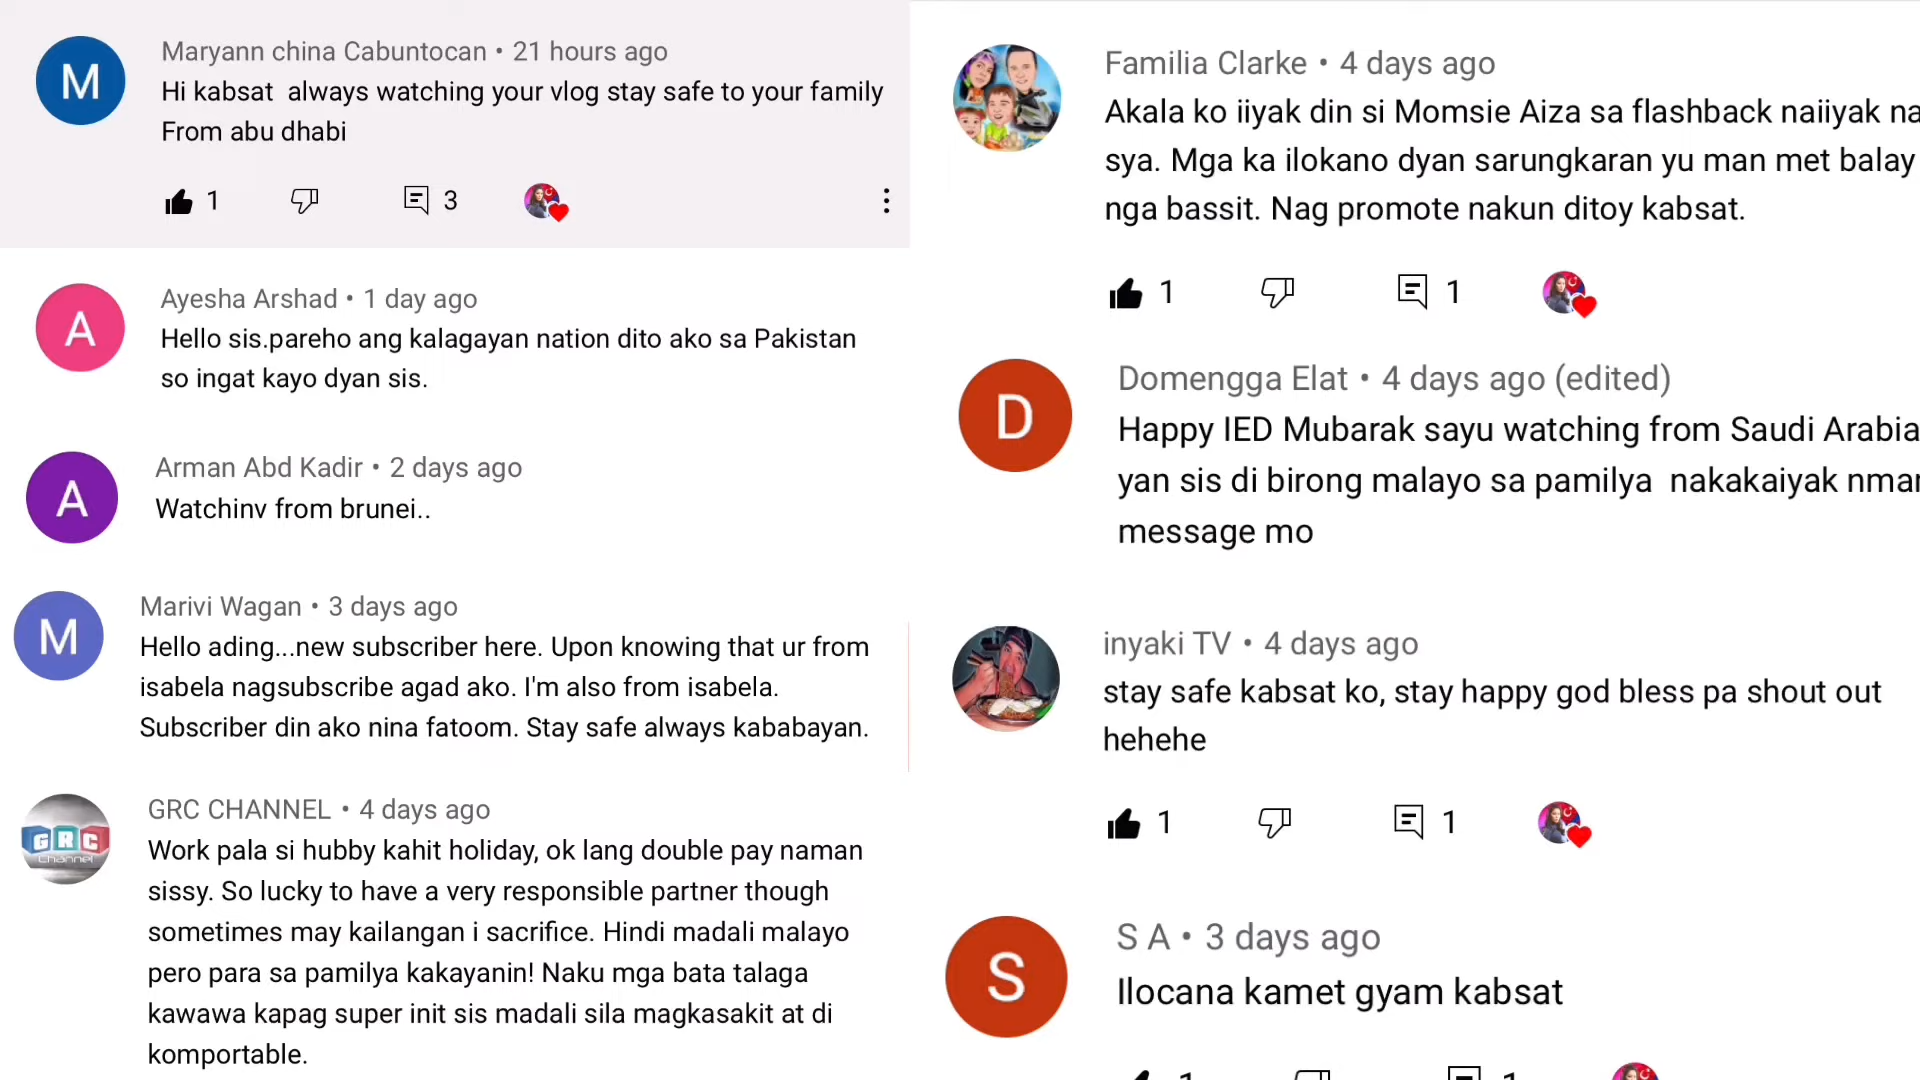 M
Maryann china Cabuntocan • 21 hours ago
Hi kabsat  always watching your vlog stay safe to your family
From abu dhabi
1
3
A
Ayesha Arshad • 1 day ago
Hello sis.pareho ang kalagayan nation dito ako sa Pakistan
so ingat kayo dyan sis.
A
Arman Abd Kadir • 2 days ago
Watchinv from brunei..
M
Marivi Wagan • 3 days ago
Hello ading...new subscriber here. Upon knowing that ur from
isabela nagsubscribe agad ako. I'm also from isabela.
Subscriber din ako nina fatoom. Stay safe always kababayan.
GRC
Channel
GRC CHANNEL • 4 days ago
Work pala si hubby kahit holiday, ok lang double pay naman
sissy. So lucky to have a very responsible partner though
sometimes may kailangan i sacrifice. Hindi madali malayo
pero para sa pamilya kakayanin! Naku mga bata talaga
kawawa kapag super init sis madali sila magkasakit at di
komportable.
Familia Clarke • 4 days ago
Akala ko iiyak din si Momsie Aiza sa flashback naiiyak na
sya. Mga ka ilokano dyan sarungkaran yu man met balay
nga bassit. Nag promote nakun ditoy kabsat.
1
1
D
Domengga Elat • 4 days ago (edited)
Happy IED Mubarak sayu watching from Saudi Arabia
yan sis di birong malayo sa pamilya  nakakaiyak
message mo
inyaki TV • 4 days ago
stay safe kabsat ko, stay happy god bless pa shout out
hehehe
1
1
S
S A • 3 days ago
Ilocana kamet gyam kabsat
1
1